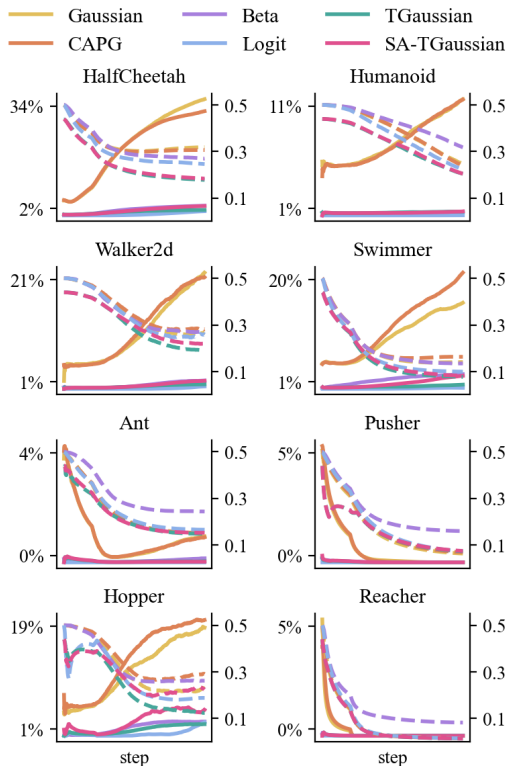 Gaussian Beta TGaussian
CAPG Logit SA-TGaussian
HalfCheetah Humanoid
34% 0.5 11% 0.5
0.3 0.3
2% 0.1 1% 0.1
Walker2d Swimmer
21% 0.5 20% 0.5
0.3 0.3
1% 0.1 1% 0.1
Ant Pusher
4% 0.5 5% 0.5
0.3 0.3
0% 0.1 0% 0.1
Hopper Reacher
19% 0.5 5% 0.5
0.3 0.3
1% 0.1 0% 0.1
step step